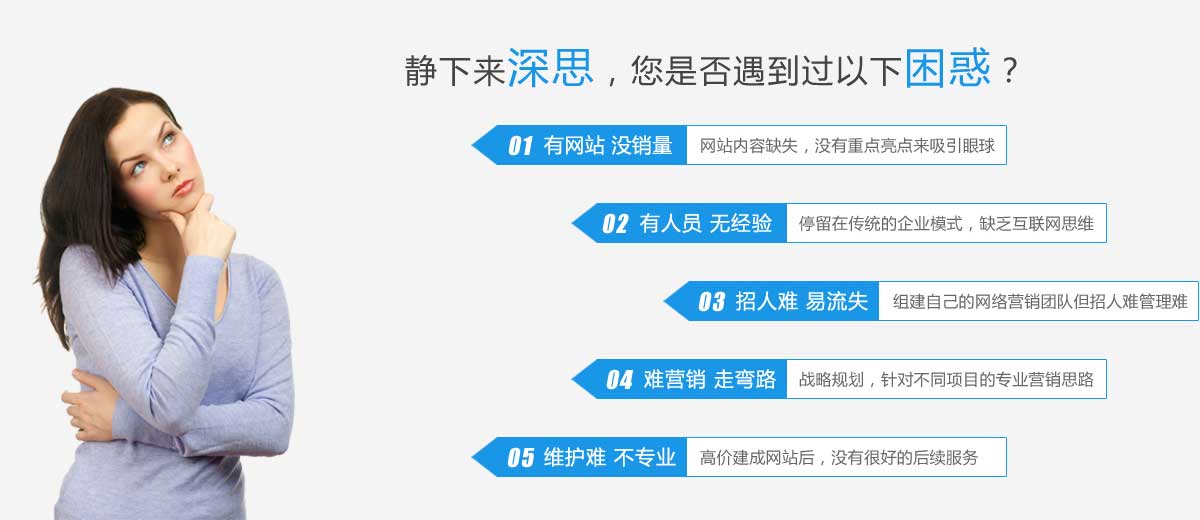 静下来深思，您是否遇到过以下困惑？
01 有网站 没销量 网站内容缺失，没有重点亮点来吸引眼球
02 有人员 无经验 停留在传统的企业模式，缺乏互联网思维
03 招人难 易流失 组建自己的网络营销团队但招人难管理难
04 难营销 走弯路 战略规划，针对不同项目的专业营销思路
05 维护难 不专业 高价建成网站后，没有很好的后续服务